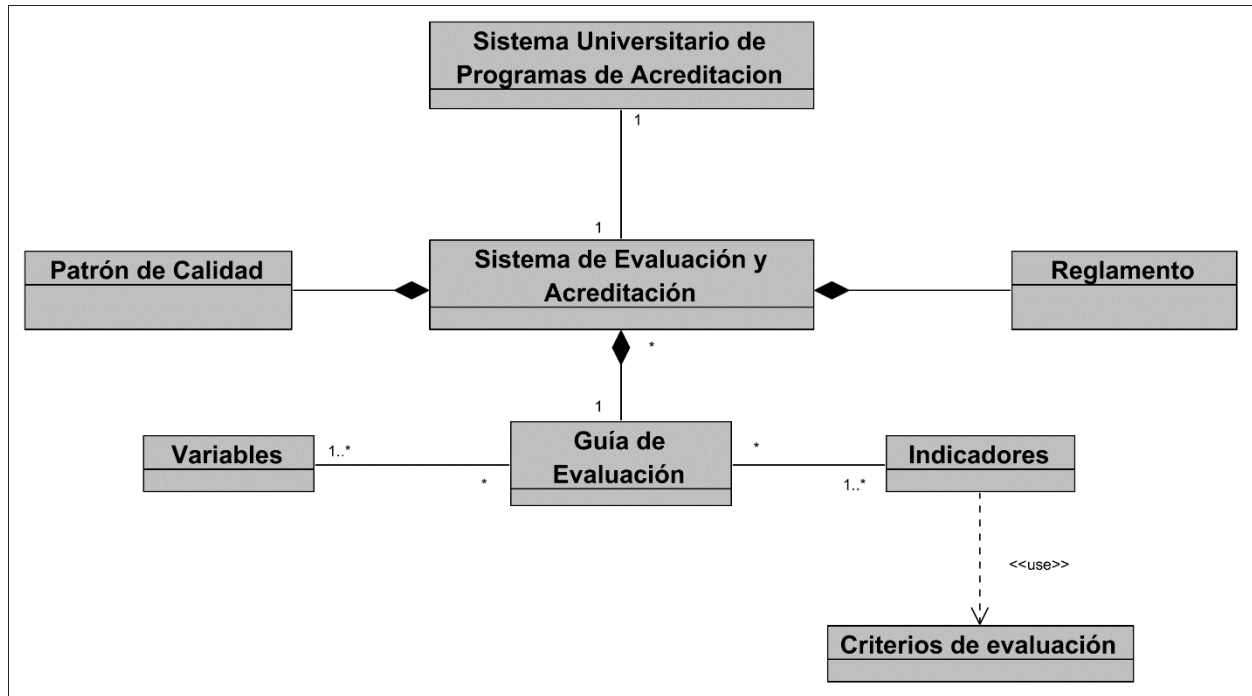 Sistema Universitario de
Programas de Acreditacion
1
1
Patrón de Calidad
Sistema de Evaluación y
Acreditación
Reglamento
*
1
Variables
1..*
*
Guía de
Evaluación
*
1..*
Indicadores
<<use>>
Criterios de evaluación